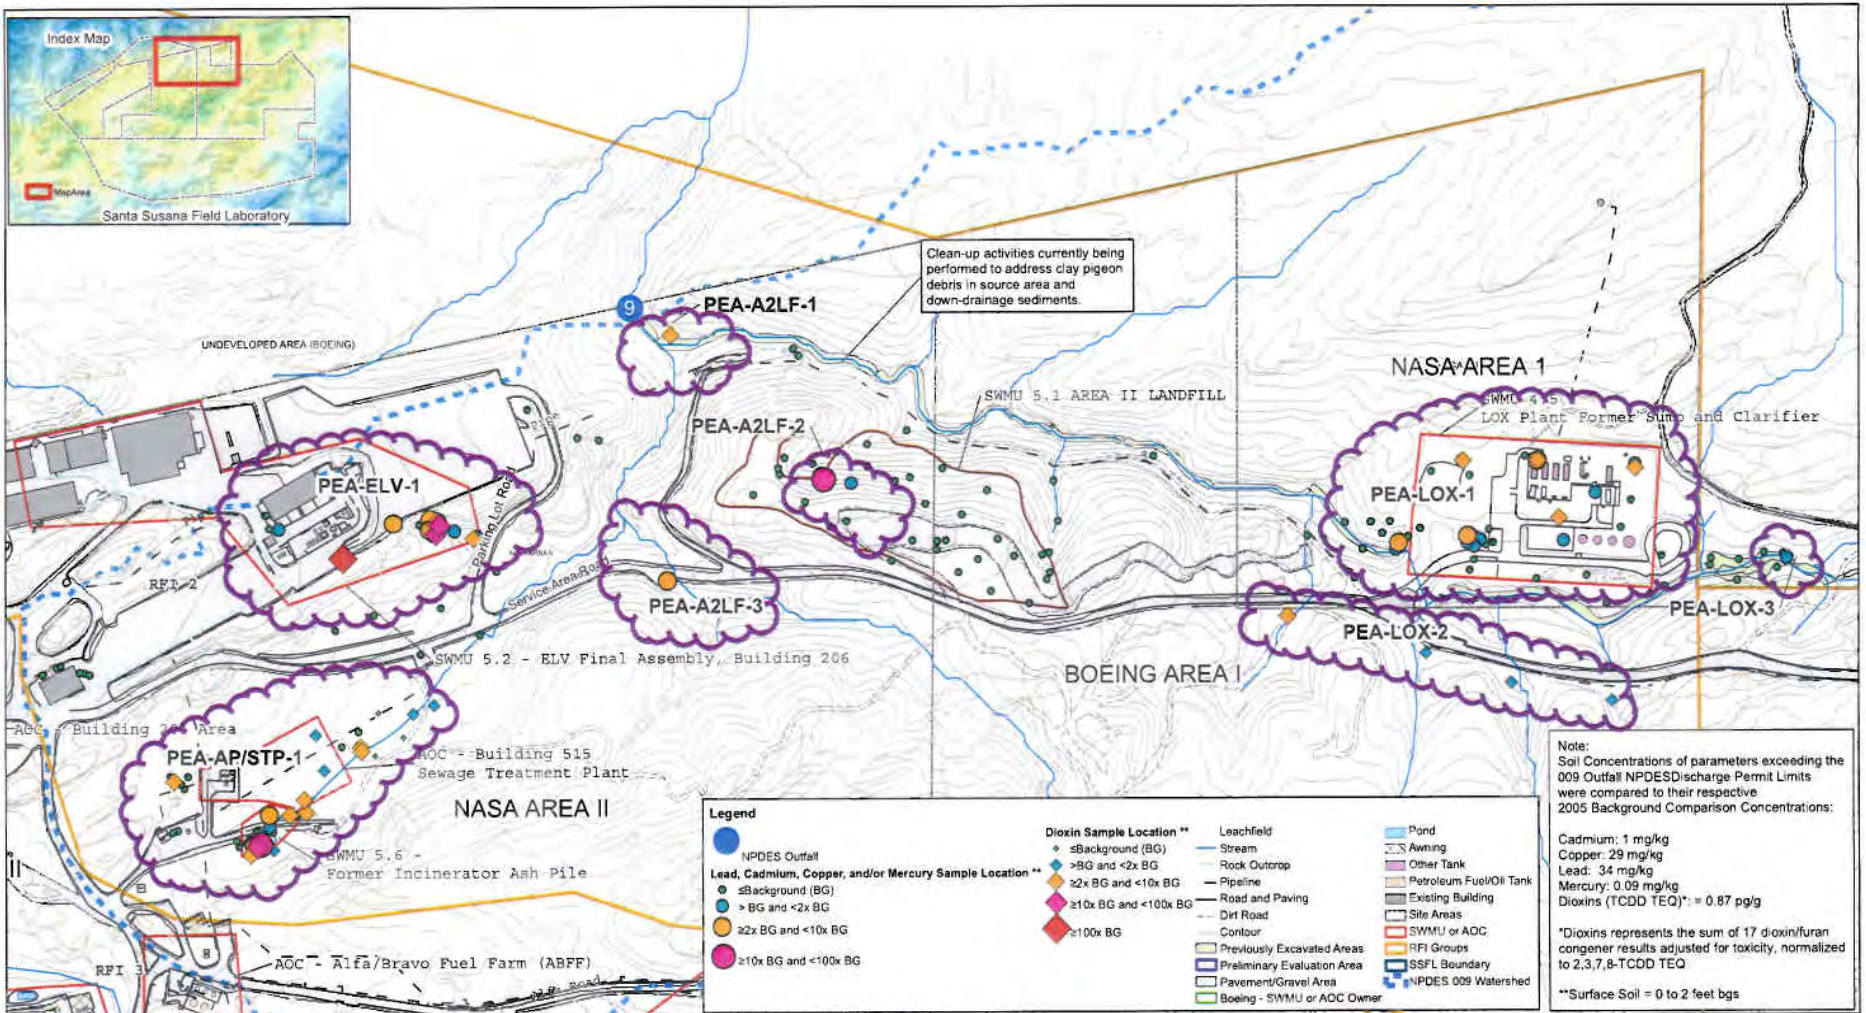 Index Map
MapArea
Santa Susana Field Laboratory
Clean-up activities currently being
performed to address clay pigeon
debris in source area and
down-drainage sediments.
9
PEA-A2LF-1
UNDEVELOPED AREA (BOEING)
NASA AREA 1
SWMU 5.1 AREA II LANDFILL
SWMU 4.5
LOX Plant Former Sump and Clarifier
PEA-A2LF-2
PEA-ELV-1
Parking Lot Road
PEA-LOX-1
RFI 2
Service Area Road
PEA-A2LF-3
PEA-LOX-3
PEA-LOX-2
SWMU 5.2 - ELV Final Assembly, Building 206
BOEING AREA I
AOC - Building
Area
PEA-AP/STP-1
AOC - Building 515
Sewage Treatment Plant
NASA AREA II
SWMU 5.6 -
Former Incinerator Ash Pile
II
RFI 3
AOC - Alfa/Bravo Fuel Farm (ABFF)
Road
Legend
NPDES Outfall
Lead, Cadmium, Copper, and/or Mercury Sample Location **
≤Background (BG)
> BG and <2x BG
≥2x BG and <10x BG
≥10x BG and <100x BG
Dioxin Sample Location **
≤Background (BG)
>BG and <2x BG
≥2x BG and <10x BG
≥10x BG and <100x BG
≥100x BG
Leachfield
Stream
Rock Outcrop
Pipeline
Road and Paving
Dirt Road
Contour
Previously Excavated Areas
Preliminary Evaluation Area
Pavement/Gravel Area
Boeing - SWMU or AOC Owner
Pond
Awning
Other Tank
Petroleum Fuel/Oil Tank
Existing Building
Site Areas
SWMU or AOC
RFI Groups
SSFL Boundary
NPDES 009 Watershed
Note:
Soil Concentrations of parameters exceeding the
009 Outfall NPDESDischarge Permit Limits
were compared to their respective
2005 Background Comparison Concentrations:
Cadmium: 1 mg/kg
Copper: 29 mg/kg
Lead: 34 mg/kg
Mercury: 0.09 mg/kg
Dioxins (TCDD TEQ)*: = 0.87 pg/g
*Dioxins represents the sum of 17 dioxin/furan
congener results adjusted for toxicity, normalized
to 2,3,7,8-TCDD TEQ
**Surface Soil = 0 to 2 feet bgs